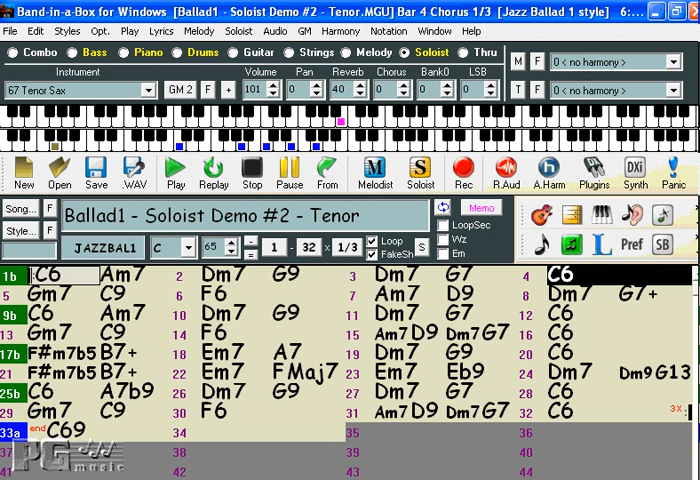 Band-in-a-Box for Windows [Ballad1 - Soloist Demo #2 - Tenor.MGU] Bar 4 Chorus 1/3 [Jazz Ballad 1 style] 6:...
File Edit Styles Opt. Play Lyrics Melody Soloist Audio GM Harmony Notation Window Help
Combo Bass Piano Drums Guitar Strings Melody Soloist Thru
M F 0 < no harmony >
Instrument Volume Pan Reverb Chorus Bank0 LSB
67 Tenor Sax GM 2 F + 101 0 40 0 0 0
T F 0 < no harmony >
New Open Save .WAV Play Replay Stop Pause From Melodist Soloist Rec R.Aud A.Harm Plugins Synth Panic
M S DXi
Song... F Ballad1 - Soloist Demo #2 - Tenor Memo
LoopSec
Style... F Wz
JAZZBAL1 C 65 - = 1 - 32 x 1/3 Loop FakeSh S Em
L Pref SB
1b :C6 Am7 2 Dm7 G9 3 Dm7 G7 4 C6
5 Gm7 C9 6 F6 7 Am7 D9 8 Dm7 G7+
9b C6 Am7 10 Dm7 G9 11 Dm7 G7 12 C6
13 Gm7 C9 14 F6 15 Am7 D9 Dm7 G7 16 C6
17b F#m7b5 B7+ 18 Em7 A7 19 Dm7 G9 20 C6
21 F#m7b5 B7+ 22 Em7 FMaj7 23 Em7 Eb9 24 Dm7 Dm9 G13
25b C6 A7b9 26 Dm7 G9 27 Dm7 G7 28 C6
29 Gm7 C9 30 F6 31 Am7 D9 Dm7 G7 32 C6 3x
33a end C69 34 35 36
37 38 39 40
41 42 43 44
PG music